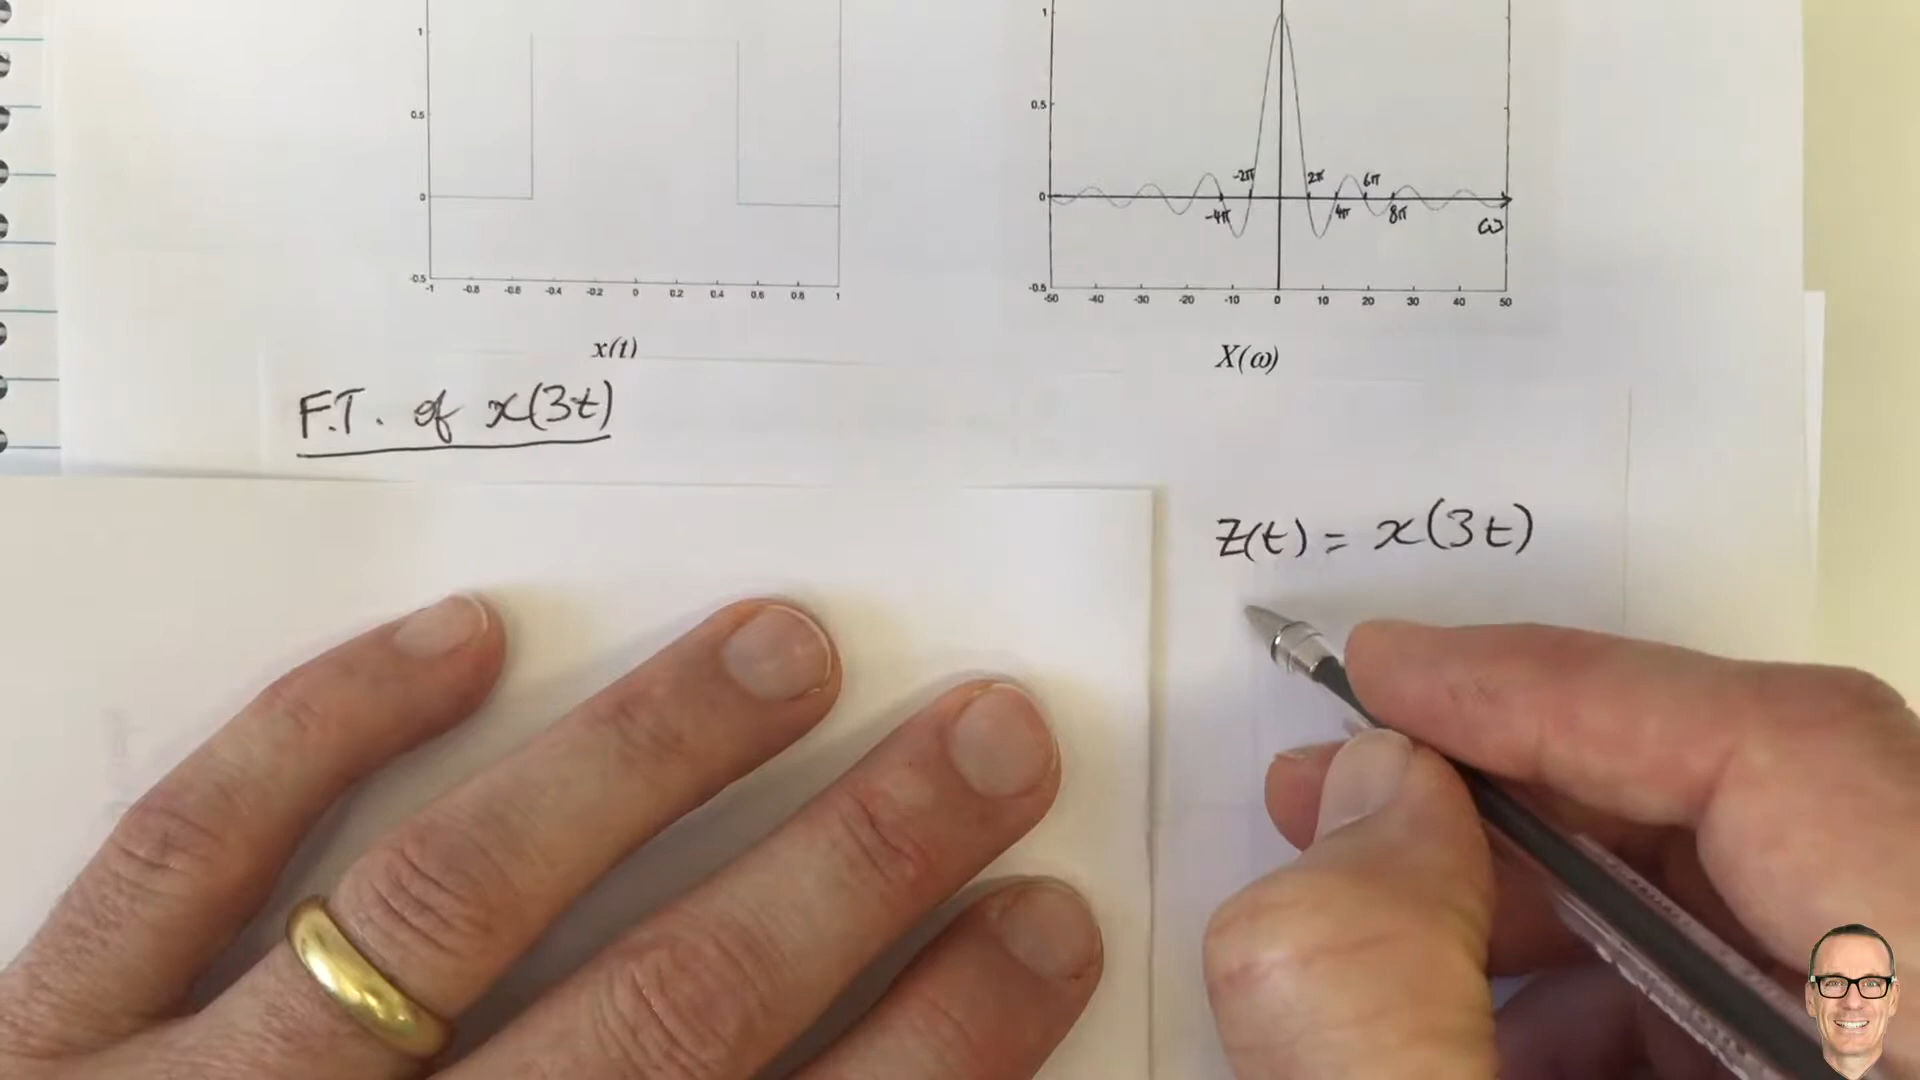 1
0.5
0
-0.5
-1 -0.8 -0.6 -0.4 -0.2 0 0.2 0.4 0.6 0.8 1
x(t)
1
0.5
0
-0.5
-2π 2π 6π
-4π 4π 8π
ω
-50 -40 -30 -20 -10 0 10 20 30 40 50
X(ω)
F.T. of x(3t)
Z(t) = x(3t)